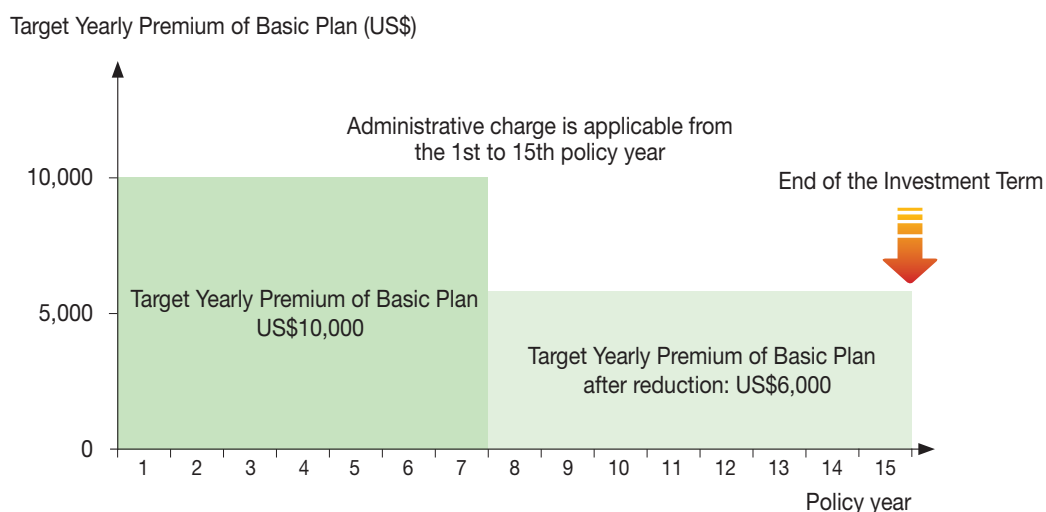 Target Yearly Premium of Basic Plan (US$)
Administrative charge is applicable from
the 1st to 15th policy year
10,000
End of the Investment Term
Target Yearly Premium of Basic Plan
US$10,000
5,000
Target Yearly Premium of Basic Plan
after reduction: US$6,000
0
1 2 3 4 5 6 7 8 9 10 11 12 13 14 15
Policy year